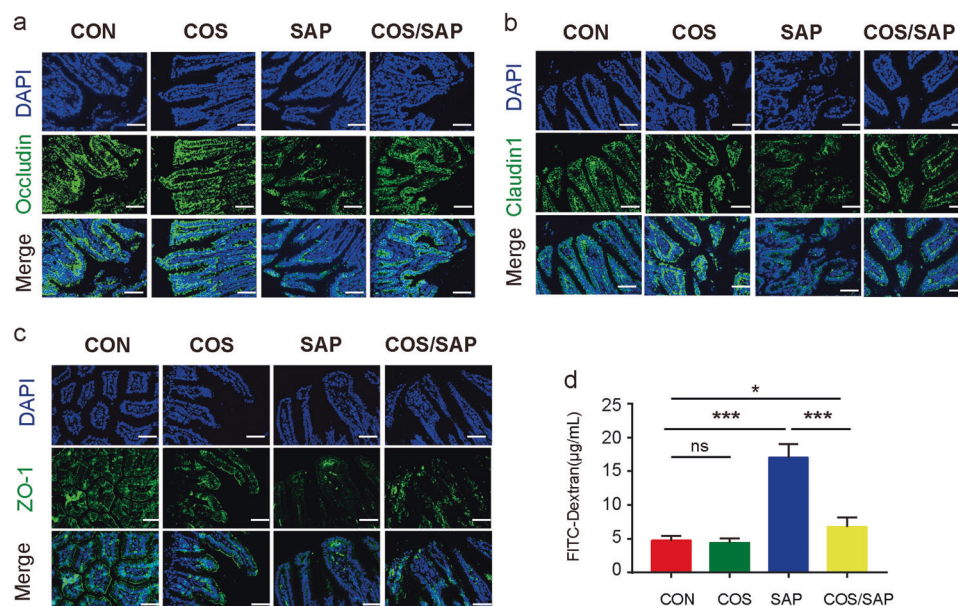 a
CON COS SAP COS/SAP
DAPI
Occludin
Merge
b
CON COS SAP COS/SAP
DAPI
Claudin1
Merge
c
CON COS SAP COS/SAP
DAPI
ZO-1
Merge
d
FITC-Dextran(μg/mL)
25
20
15
10
5
0
*
*** ***
ns
CON COS SAP COS/SAP